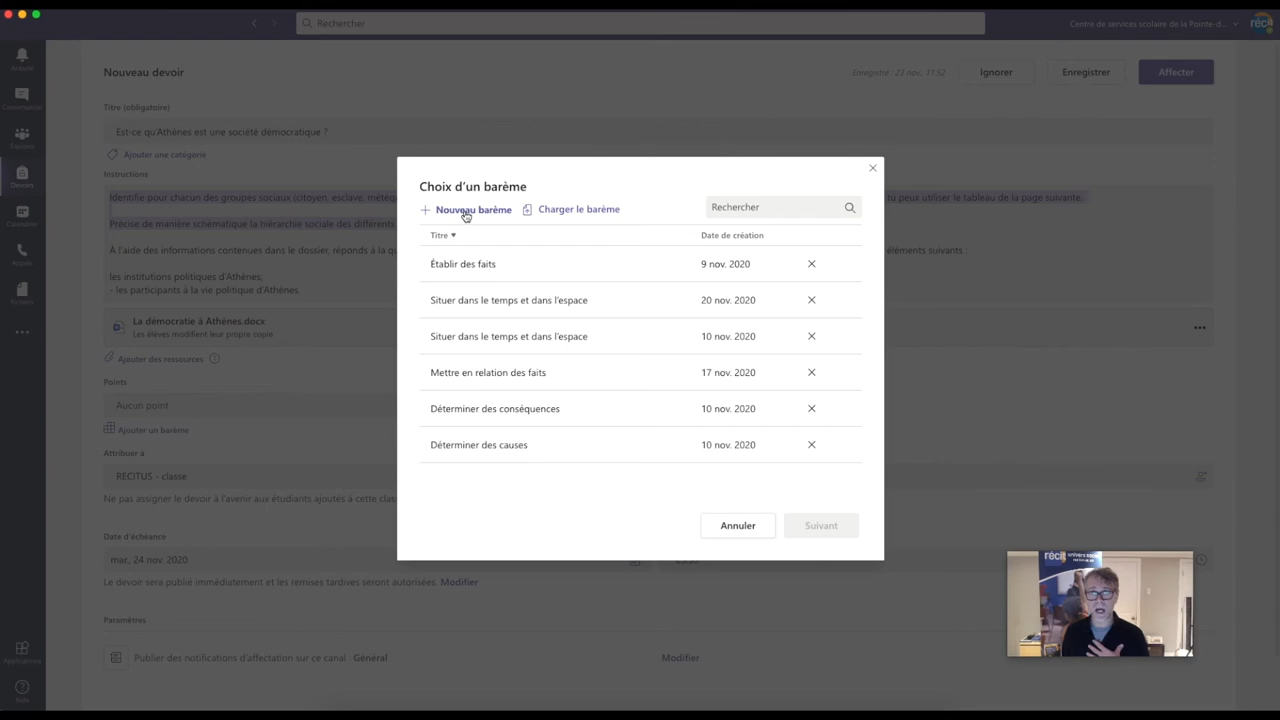 Rechercher
Centre de services scolaire de la Pointe-d...
réci
Nouveau devoir
Enregistré : 23 nov., 11:52
Ignorer
Enregistrer
Affecter
Titre (obligatoire)
Est-ce qu'Athènes est une société démocratique ?
Ajouter une catégorie
Instructions
Identifie pour chacun des groupes sociaux (citoyen, esclave, métèq
tu peux utiliser le tableau de la page suivante.
Précise de manière schématique la hiérarchie sociale des différents
À l'aide des informations contenues dans le dossier, réponds à la qu
éléments suivants :
les institutions politiques d'Athènes;
- les participants à la vie politique d'Athènes.
La démocratie à Athènes.docx
Les élèves modifient leur propre copie
Ajouter des ressources
Points
Aucun point
Ajouter un barème
Attribuer à
RECITUS - classe
Ne pas assigner le devoir à l'avenir aux étudiants ajoutés à cette clas
Date d'échéance
mar., 24 nov. 2020
Le devoir sera publié immédiatement et les remises tardives seront autorisées. Modifier
Paramètres
Publier des notifications d'affectation sur ce canal : Général
Modifier
Choix d'un barème
Nouveau barème
Charger le barème
Rechercher
Titre
Date de création
Établir des faits
9 nov. 2020
Situer dans le temps et dans l'espace
20 nov. 2020
Situer dans le temps et dans l'espace
10 nov. 2020
Mettre en relation des faits
17 nov. 2020
Déterminer des conséquences
10 nov. 2020
Déterminer des causes
10 nov. 2020
Annuler
Suivant
Devoirs
Calendrier
Appels
Fichiers
Applications
Aide
récit